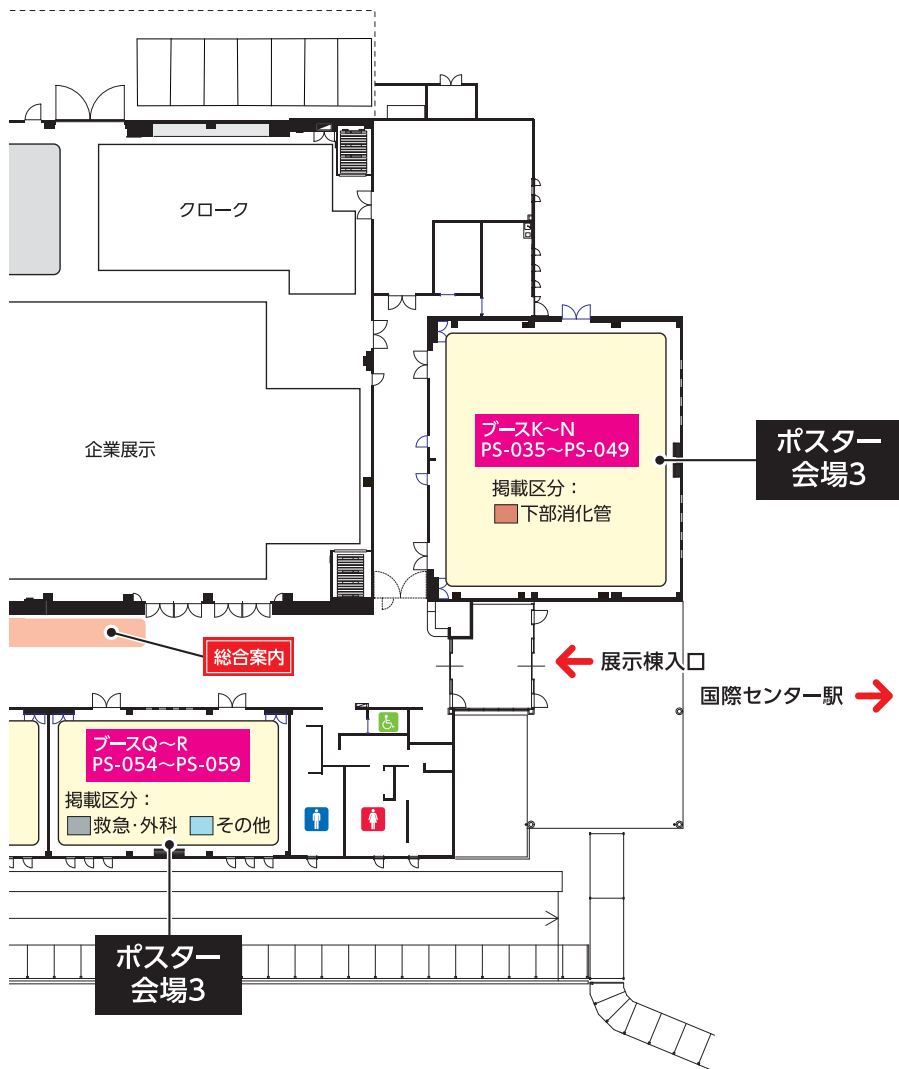 クローク
企業展示
ブースK～N
PS-035～PS-049
掲載区分：
下部消化管
ポスター
会場3
総合案内
展示棟入口
国際センター駅
ブースQ～R
PS-054～PS-059
掲載区分：
救急・外科 その他
ポスター
会場3